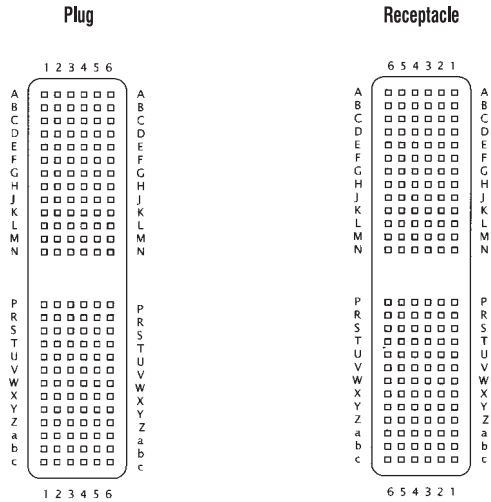 Plug Receptacle
1 2 3 4 5 6 6 5 4 3 2 1
A A A A
B B B B
C C C C
D D D D
E E E E
F F F F
G G G G
H H H H
J J J J
K K K K
L L L L
M M M M
N N N N
P P P P
R R R R
S S S S
T T T T
U U U U
V V V V
W W W W
X X X X
Y Y Y Y
Z Z Z Z
a a a a
b b b b
c c c c
1 2 3 4 5 6 6 5 4 3 2 1